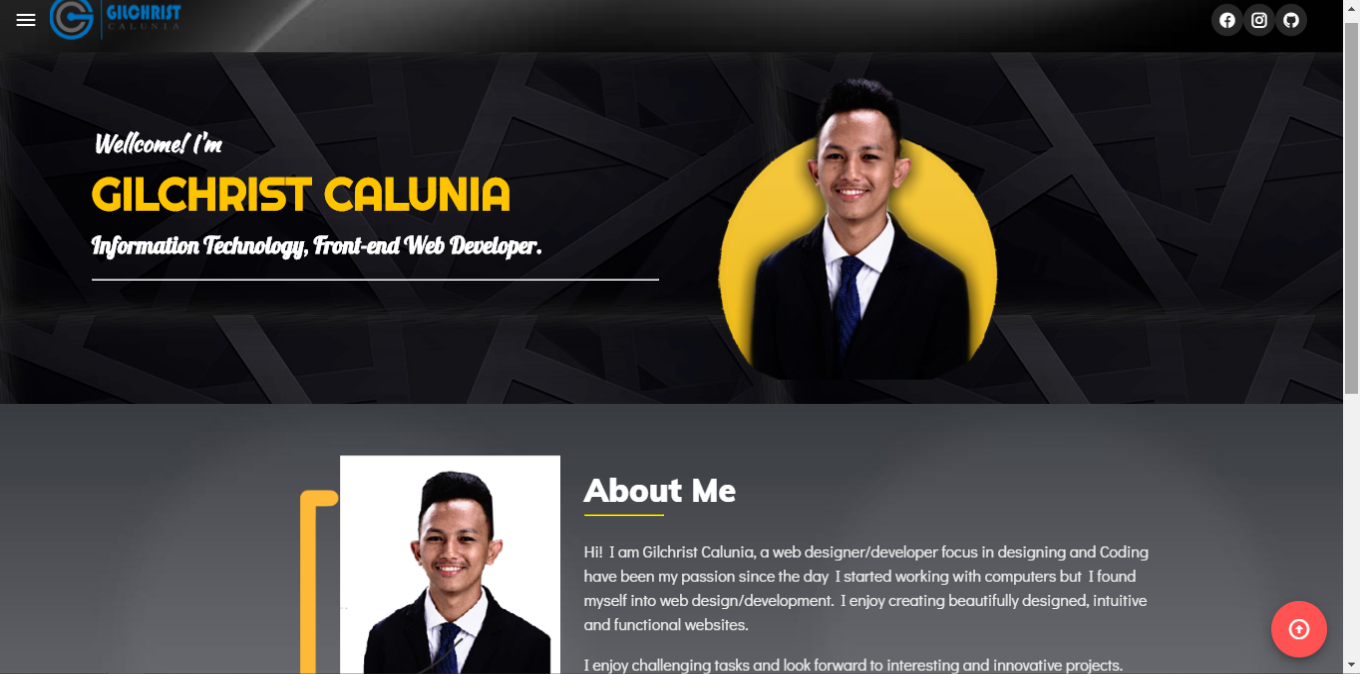 GILCHRIST
CALUNIA
Wellcome! I'm
GILCHRIST CALUNIA
Information Technology, Front-end Web Developer.
About Me
Hi! I am Gilchrist Calunia, a web designer/developer focus in designing and Coding
have been my passion since the day I started working with computers but I found
myself into web design/development. I enjoy creating beautifully designed, intuitive
and functional websites.
I enjoy challenging tasks and look forward to interesting and innovative projects.